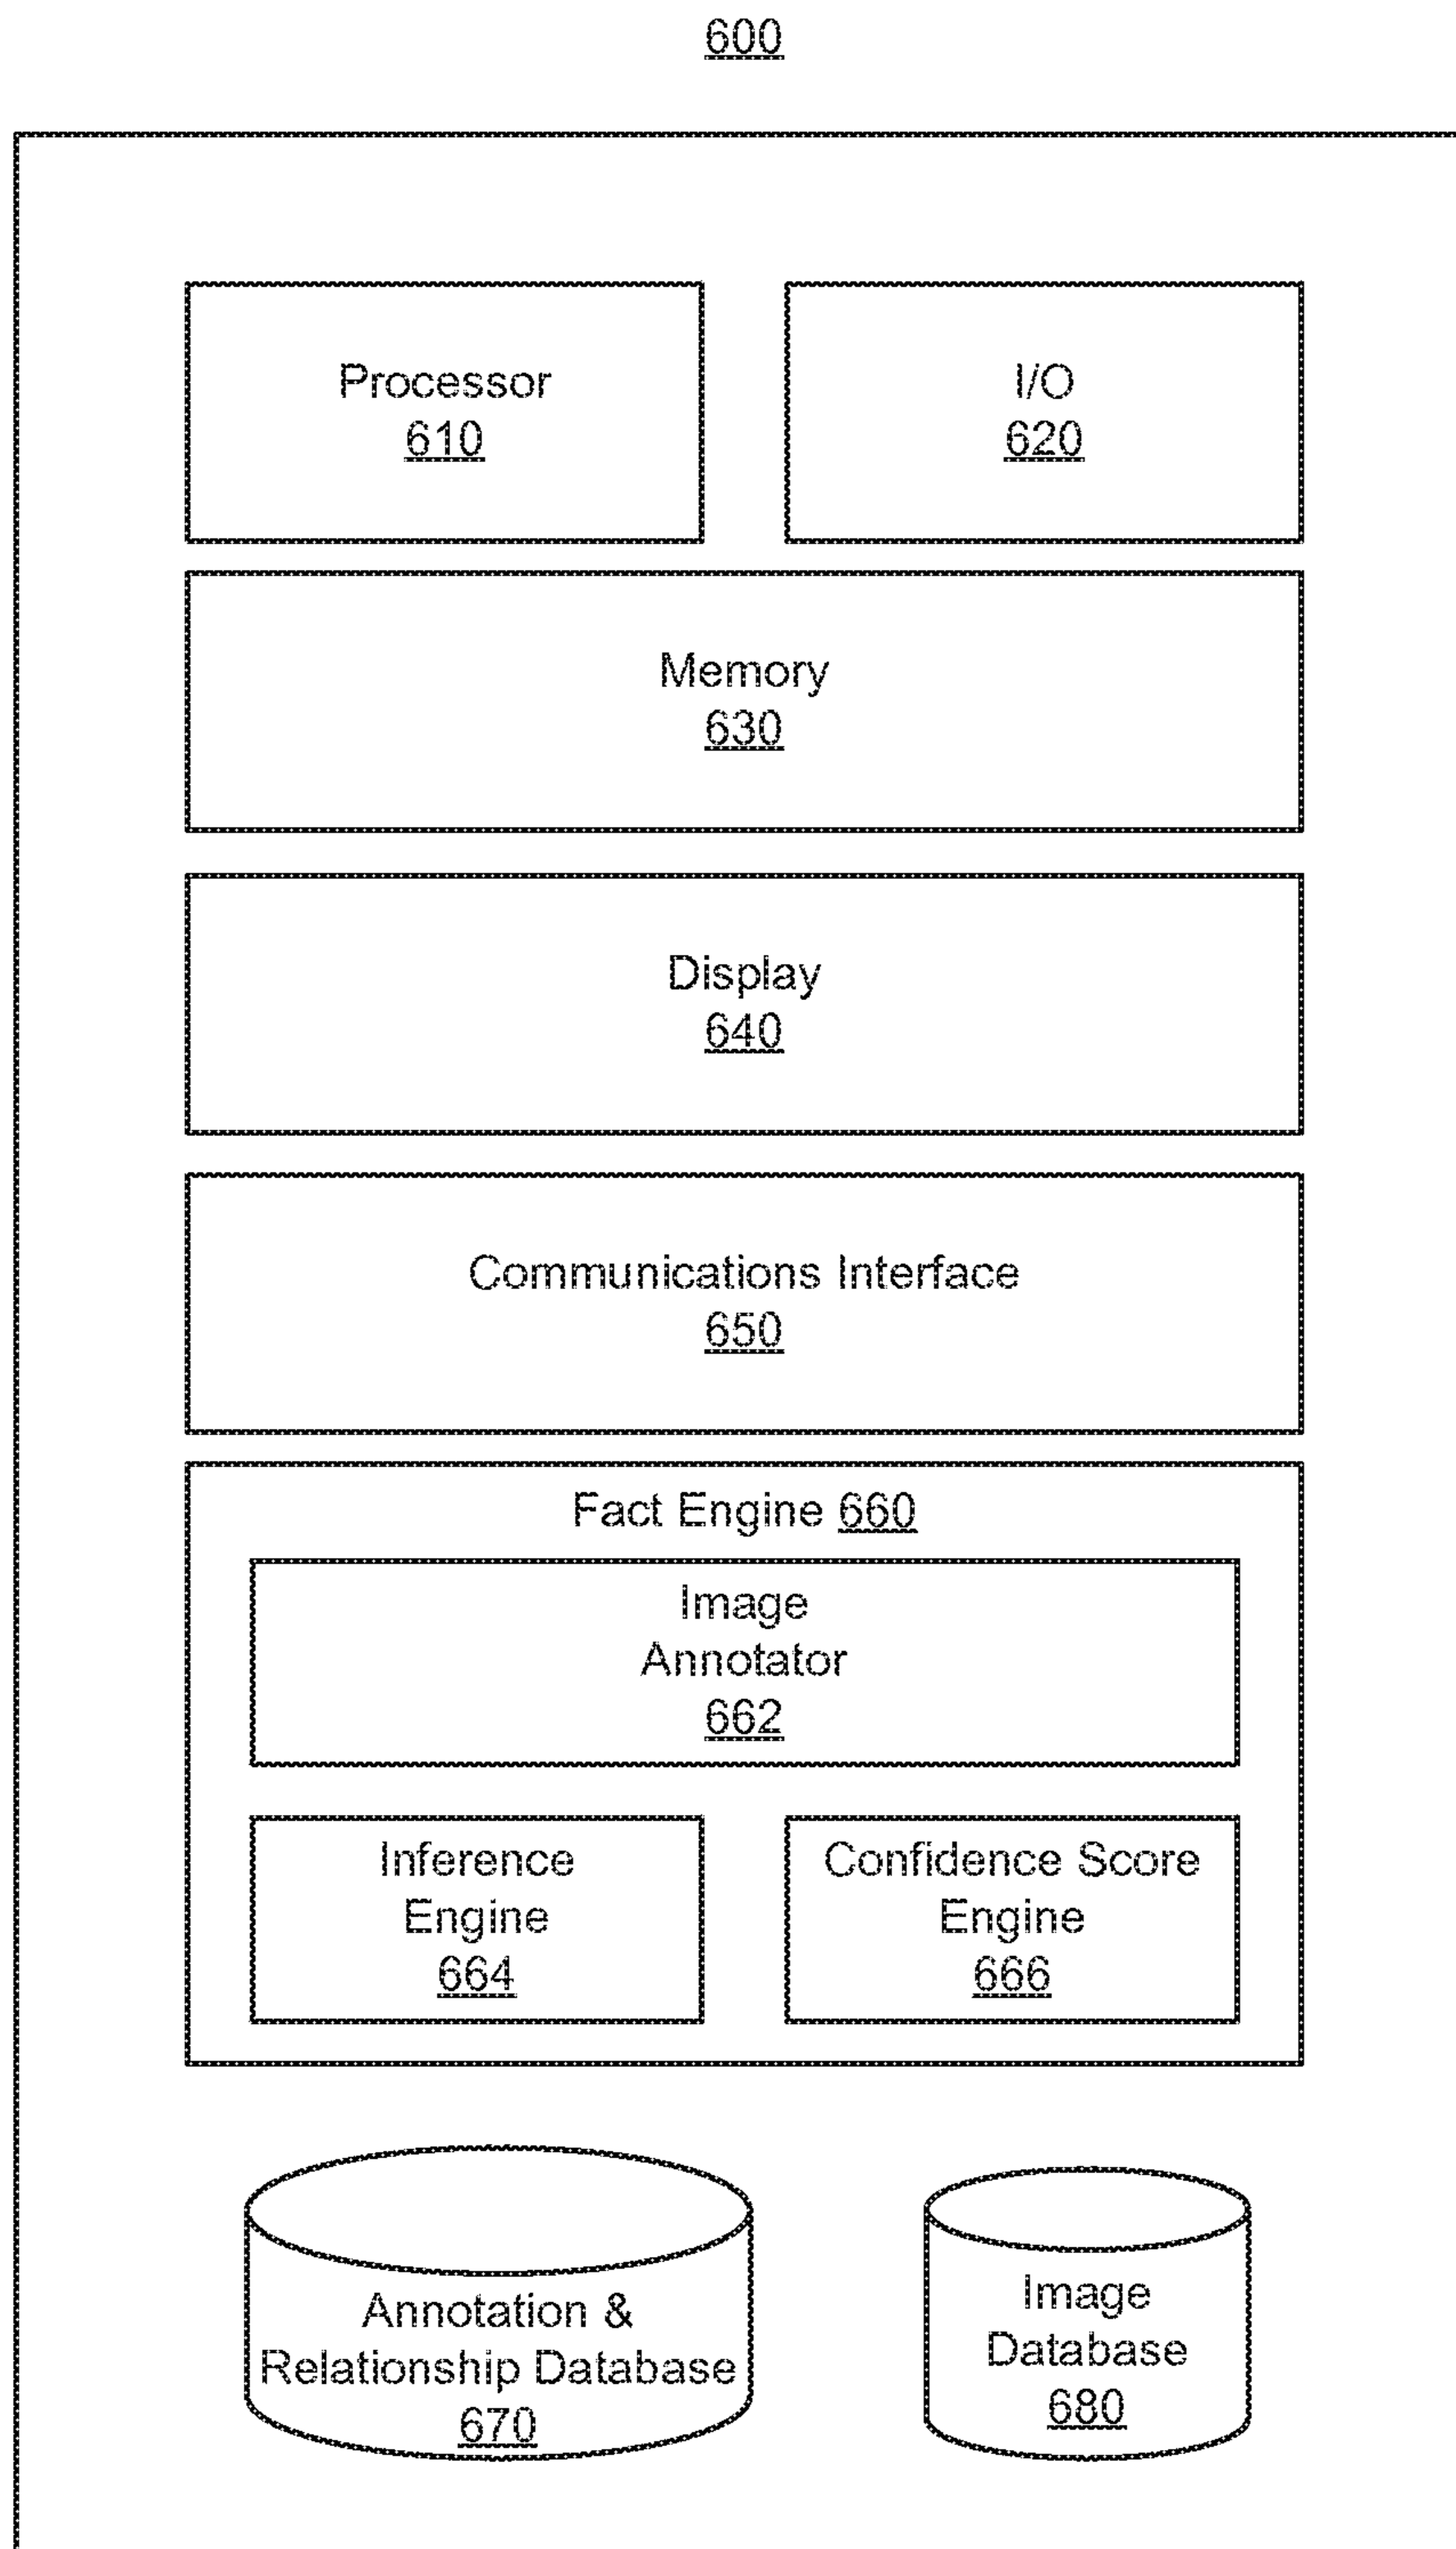 600
Processor
610
I/O
620
Memory
630
Display
640
Communications Interface
650
Fact Engine 660
Image
Annotator
662
Inference
Engine
664
Confidence Score
Engine
666
Annotation &
Relationship Database
670
Image
Database
680